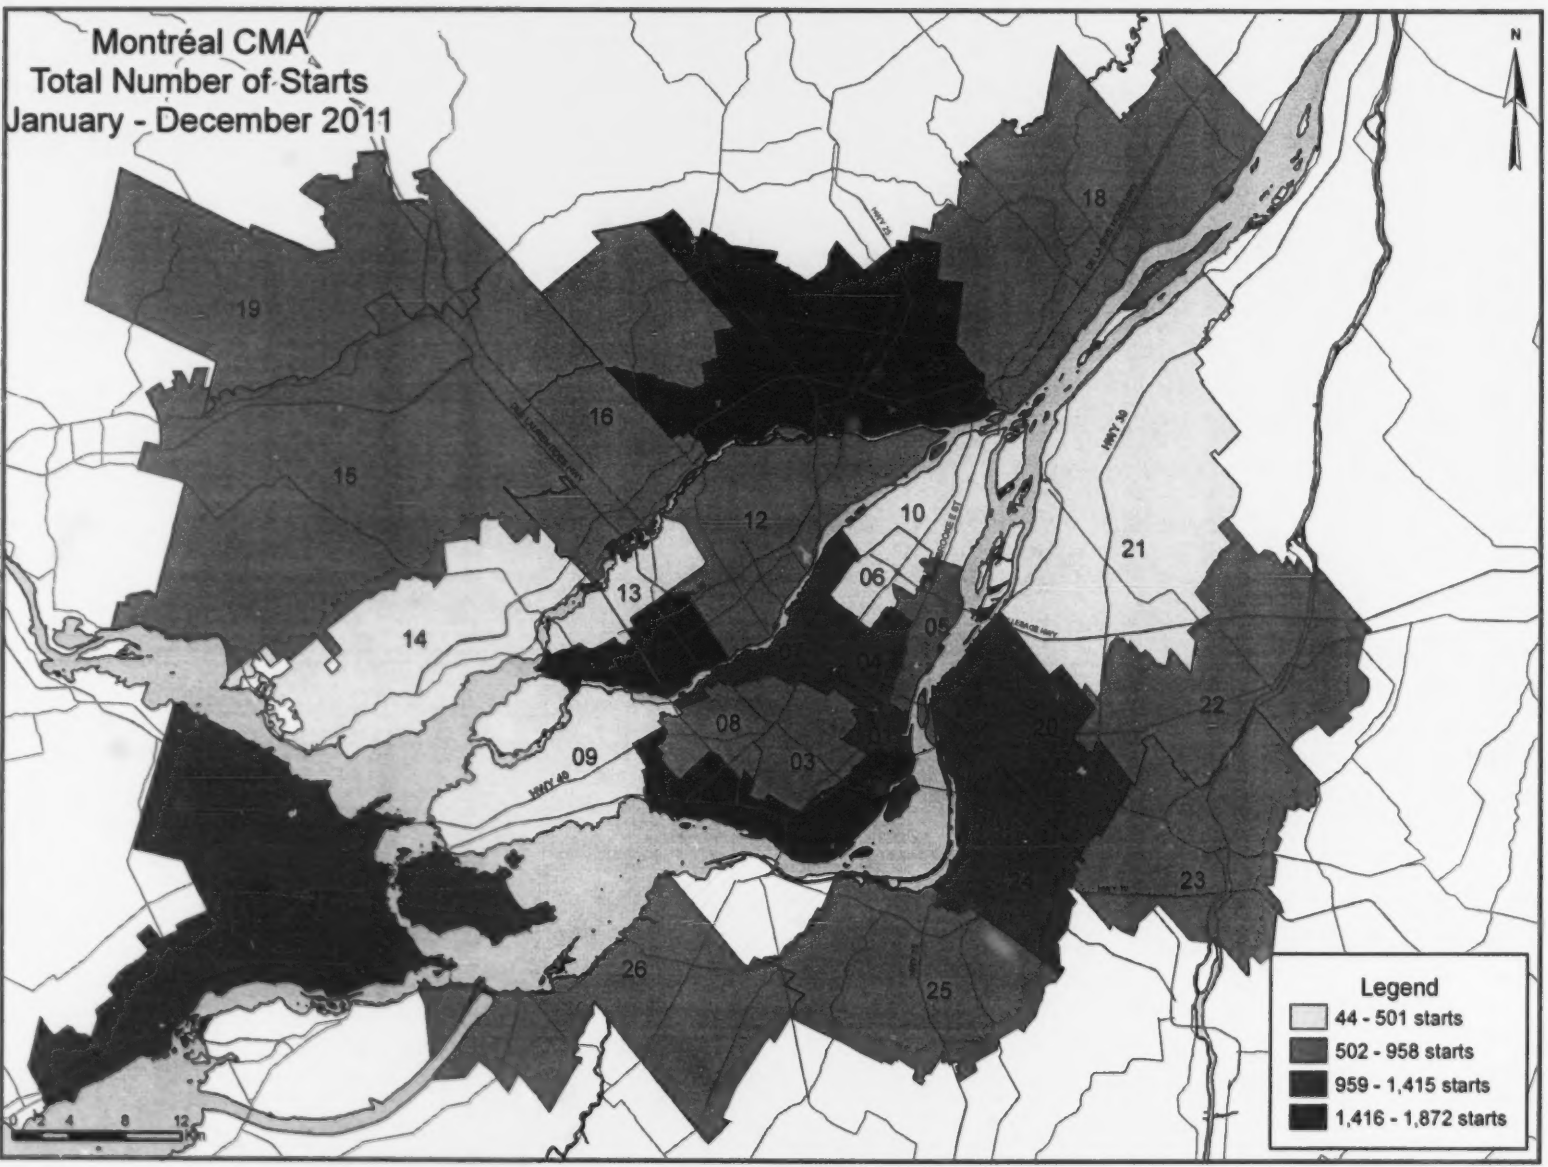 Montréal CMA
Total Number of Starts
January - December 2011
N
HWY 25
18
19
16
15
HWY 30
12
10
21
06
13
05
14
04
22
08
20
09
03
HWY 40
23
26
25
Legend
44 - 501 starts
502 - 958 starts
959 - 1,415 starts
1,416 - 1,872 starts
0 2 4 8 12
Km